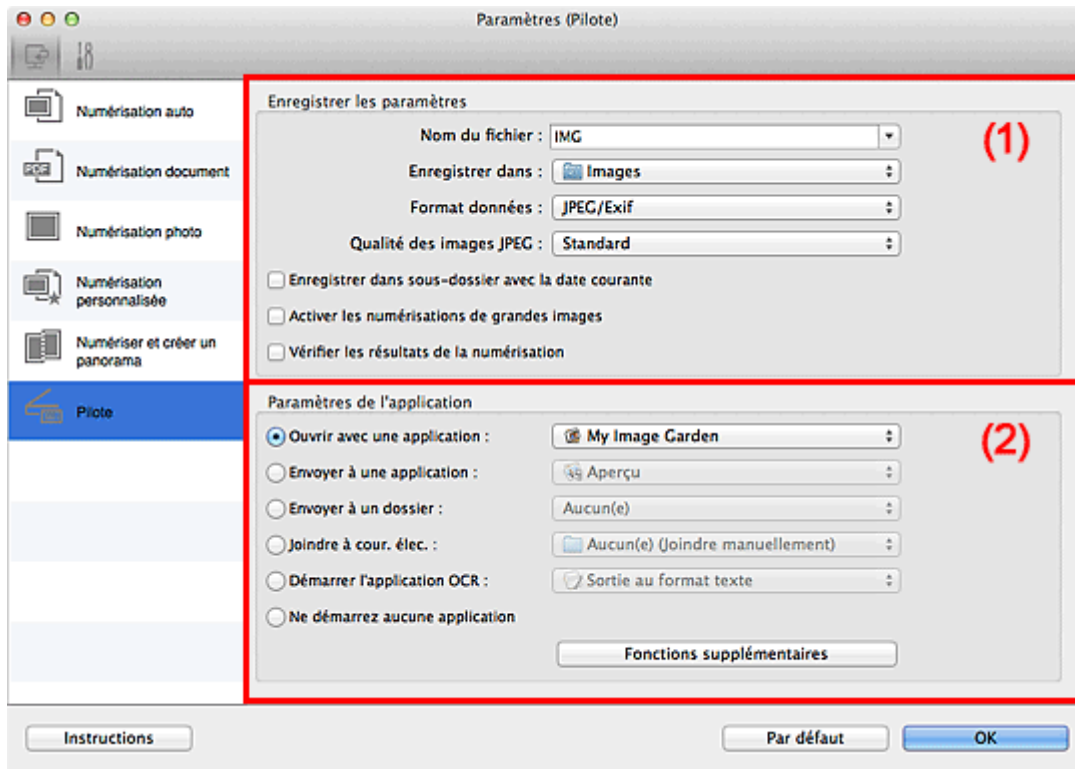 Paramètres (Pilote)
Numérisation auto
Numérisation document
Numérisation photo
Numérisation
personnalisée
Numériser et créer un
panorama
Pilote
Enregistrer les paramètres
(1)
Nom du fichier : IMG
Enregistrer dans : Images
Format données : JPEG/Exif
Qualité des images JPEG : Standard
Enregistrer dans sous-dossier avec la date courante
Activer les numérisations de grandes images
Vérifier les résultats de la numérisation
Paramètres de l'application
(2)
Ouvrir avec une application : My Image Garden
Envoyer à une application : Aperçu
Envoyer à un dossier : Aucun(e)
Joindre à cour. élec. : Aucun(e) (Joindre manuellement)
Démarrer l'application OCR : Sortie au format texte
Ne démarrez aucune application
Fonctions supplémentaires
Instructions
Par défaut
OK